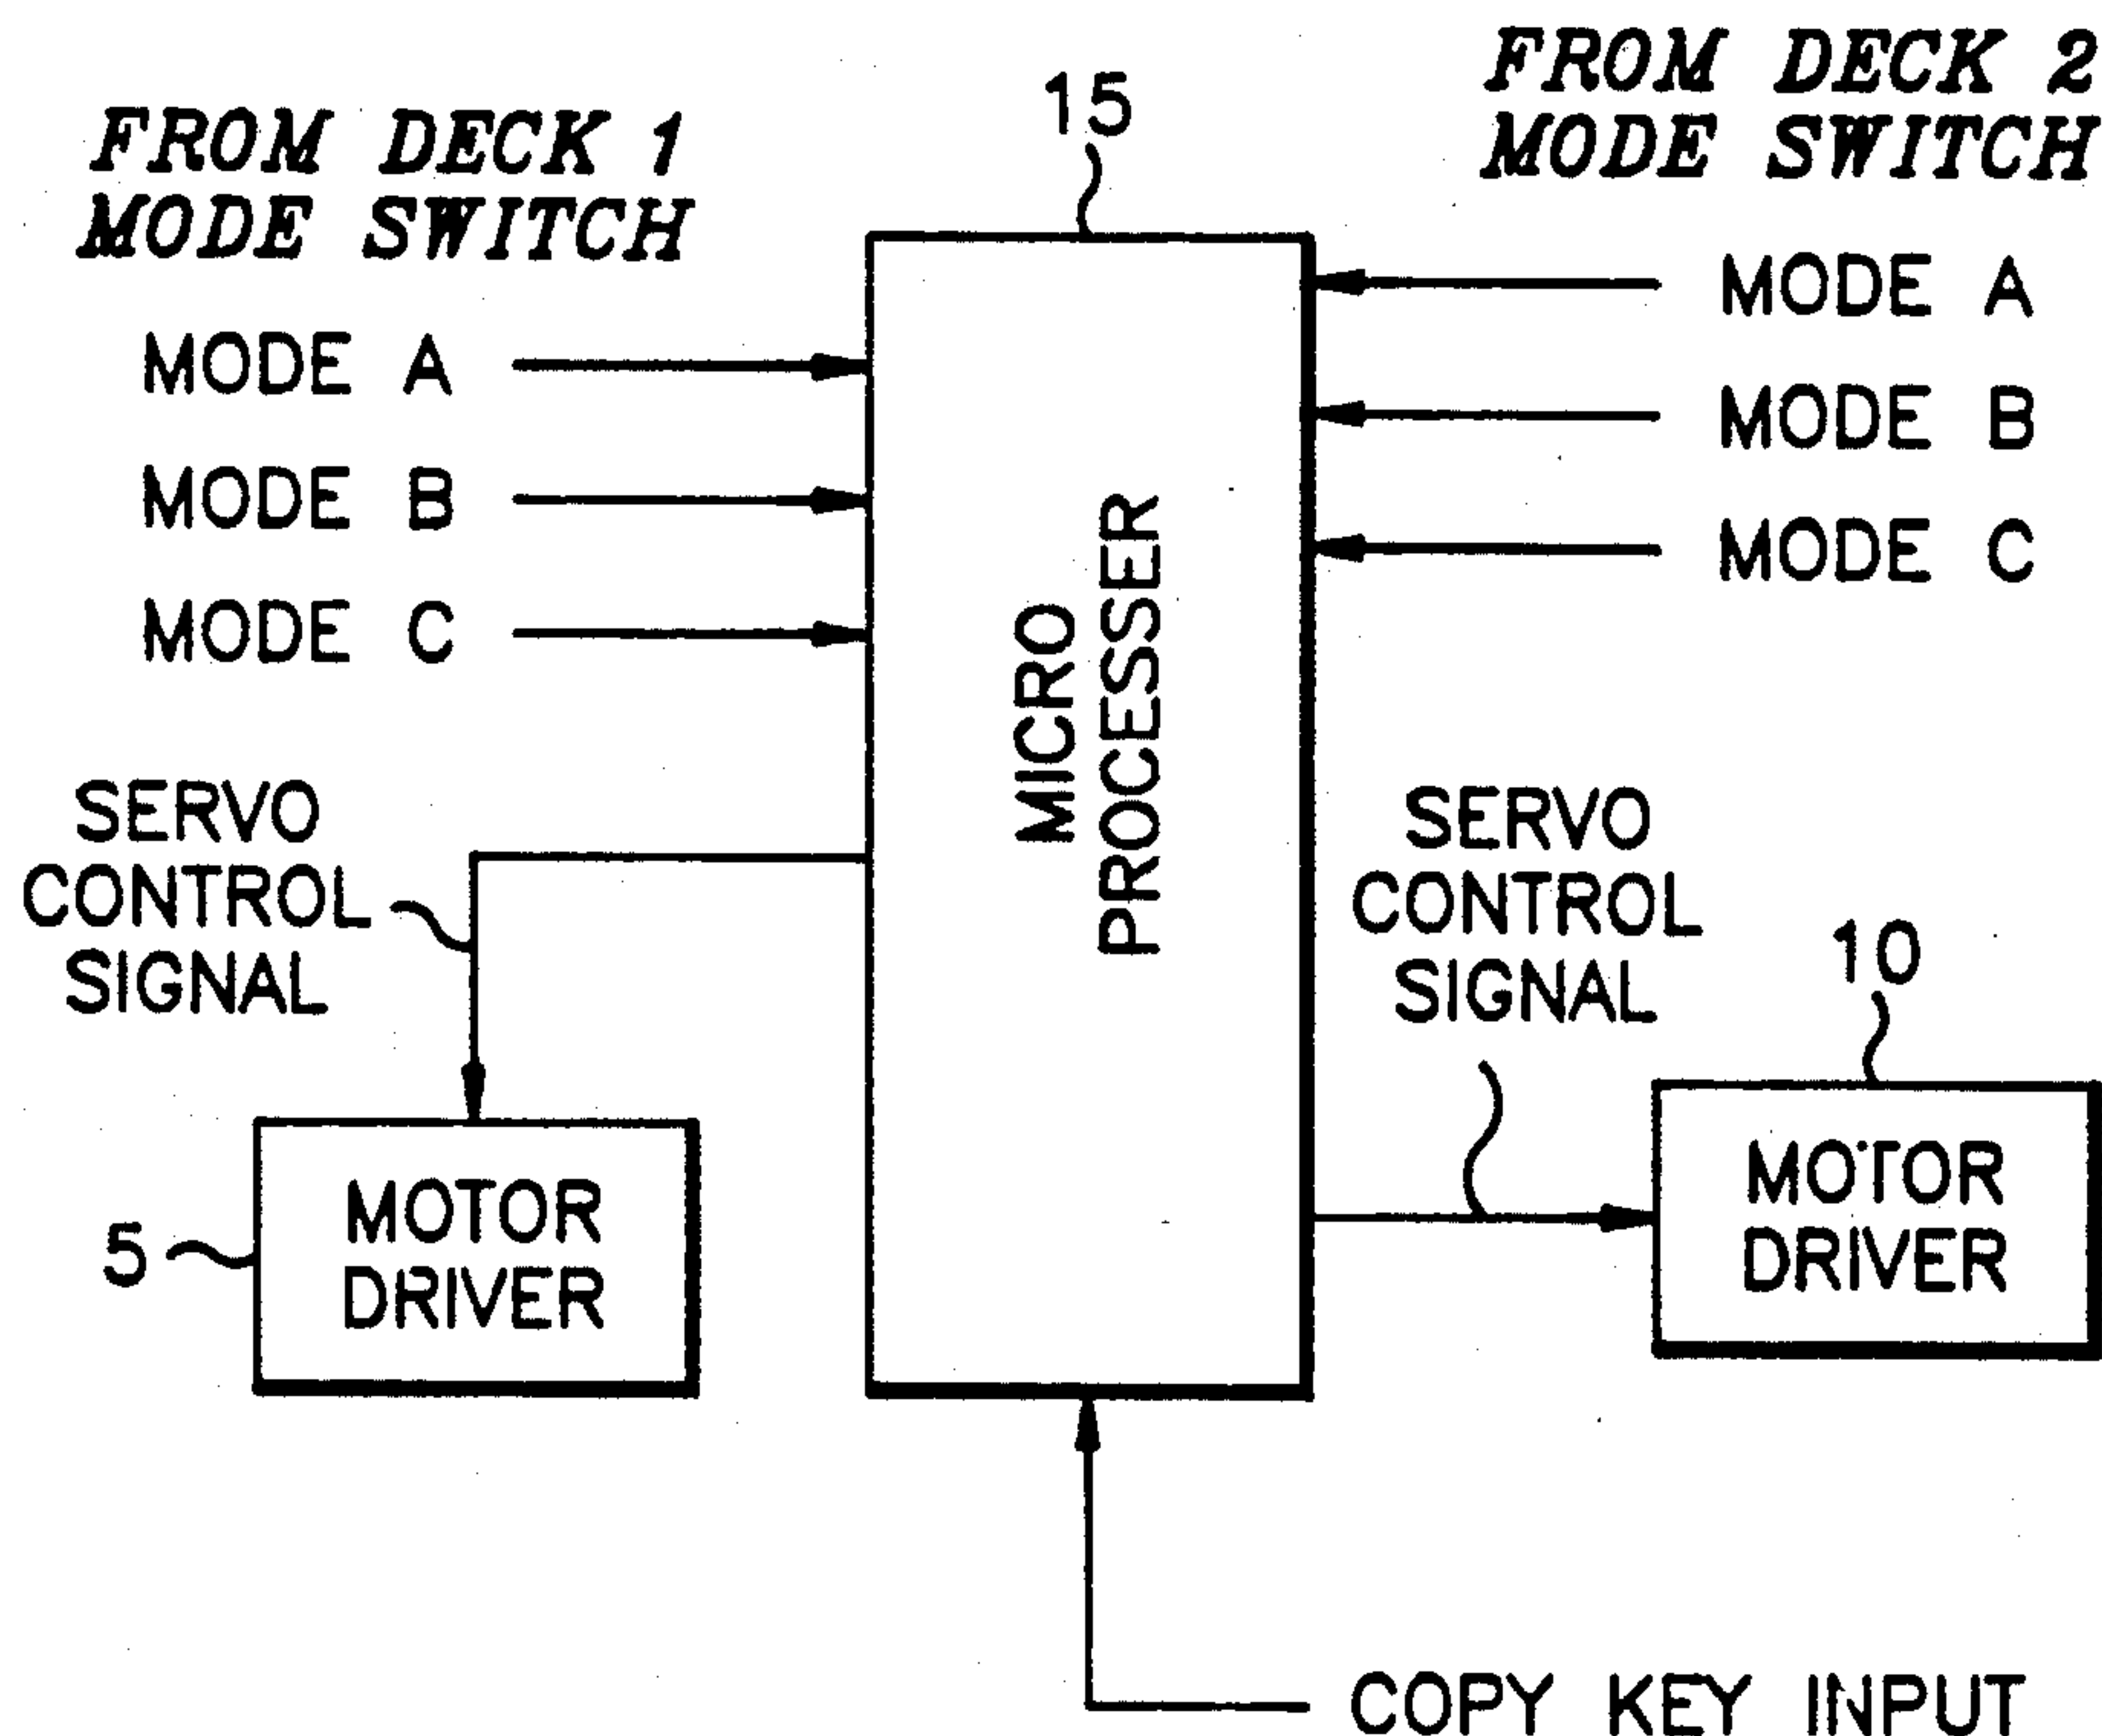 FROM DECK 1
MODE SWITCH
MODE A
MODE B
MODE C
SERVO
CONTROL
SIGNAL
5
MOTOR
DRIVER
15
MICRO
PROCESSER
FROM DECK 2
MODE SWITCH
MODE A
MODE B
MODE C
SERVO
CONTROL
SIGNAL
10
MOTOR
DRIVER
COPY KEY INPUT